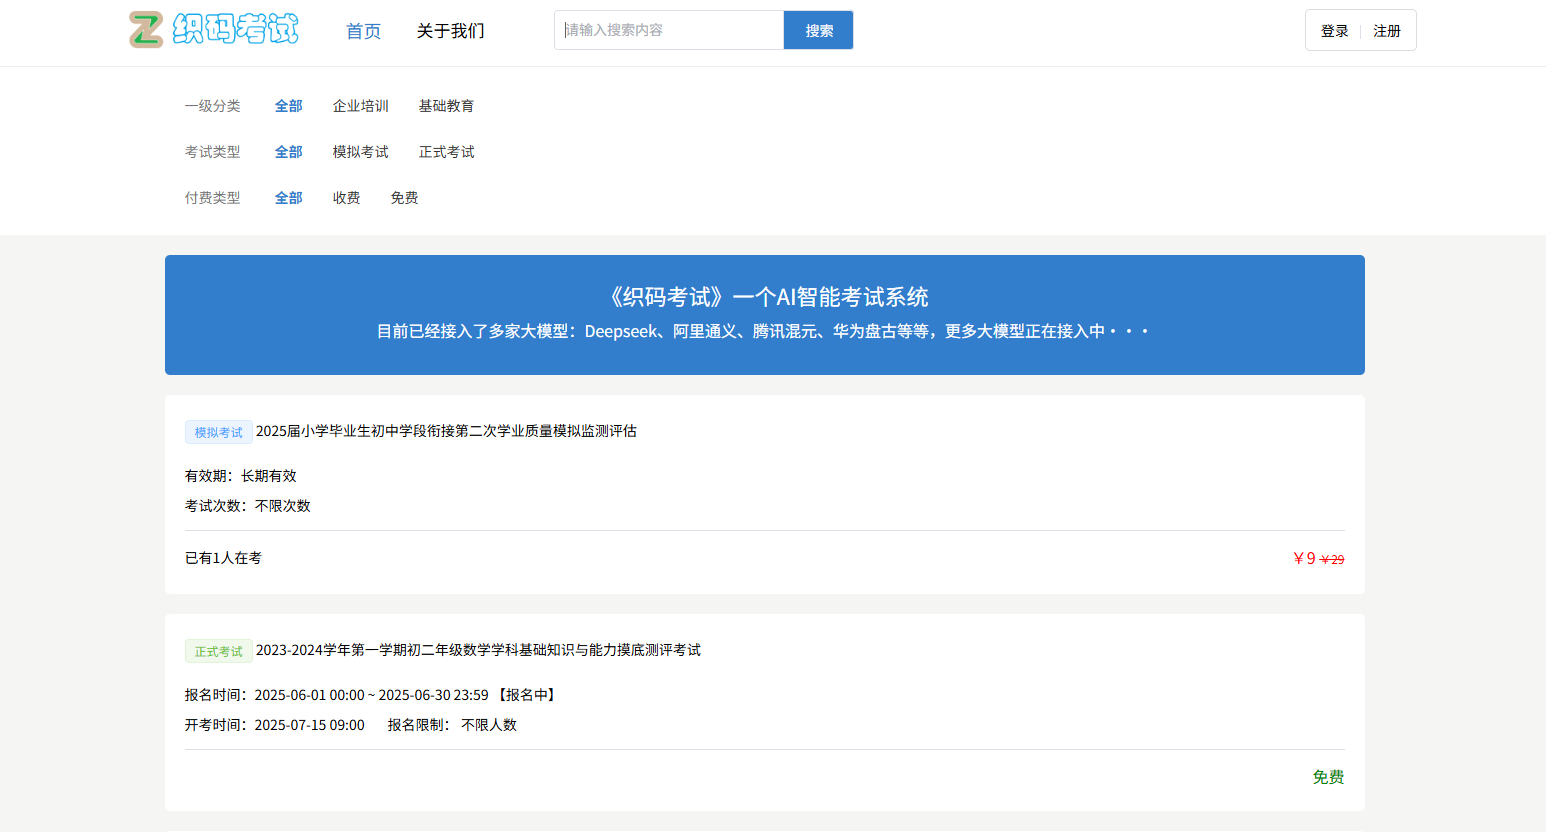 织码考试 首页 关于我们 请输入搜索内容 搜索 登录 注册
一级分类 全部 企业培训 基础教育
考试类型 全部 模拟考试 正式考试
付费类型 全部 收费 免费
《织码考试》一个AI智能考试系统
目前已经接入了多家大模型：Deepseek、阿里通义、腾讯混元、华为盘古等等，更多大模型正在接入中・・・
模拟考试 2025届小学毕业生初中学段衔接第二次学业质量模拟监测评估
有效期：长期有效
考试次数：不限次数
已有1人在考 ￥9 ￥29
正式考试 2023-2024学年第一学期初二年级数学学科基础知识与能力摸底测评考试
报名时间：2025-06-01 00:00 ~ 2025-06-30 23:59 【报名中】
开考时间：2025-07-15 09:00 报名限制： 不限人数
免费